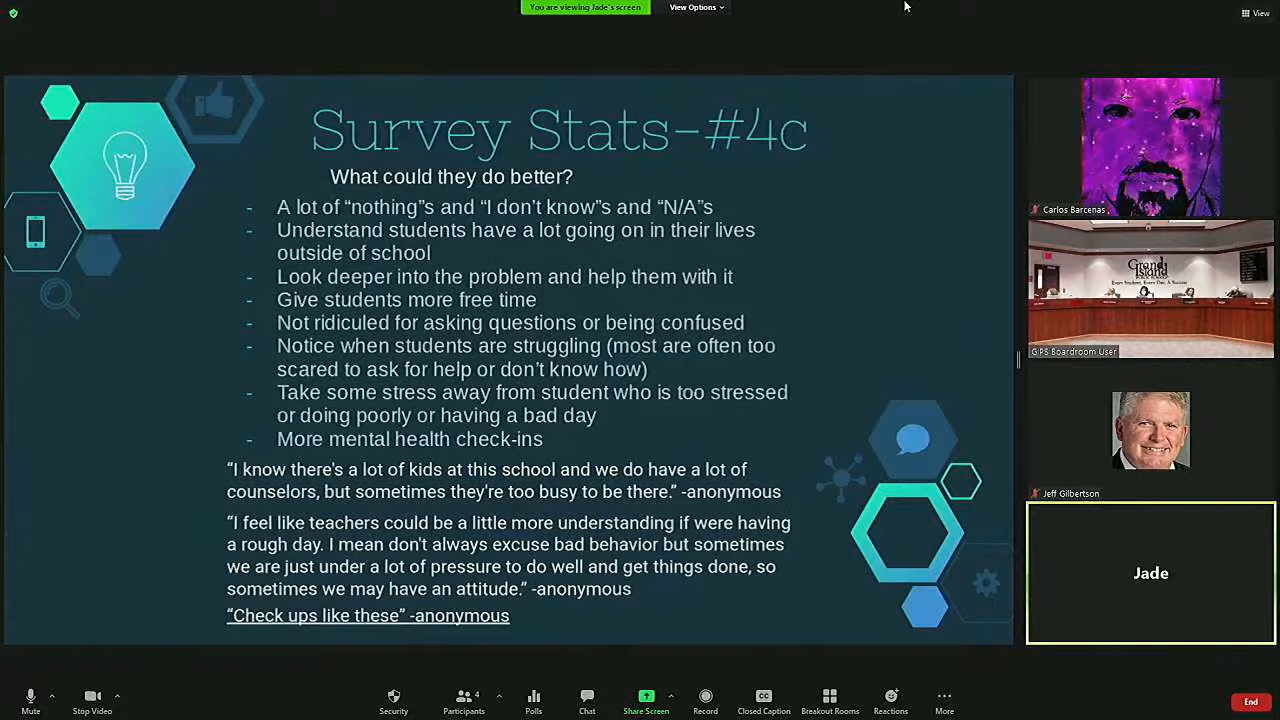 You are viewing Jade's screen
View Options
View
Survey Stats-#4c
What could they do better?
- A lot of “nothing”s and “I don't know”s and “N/A”s
- Understand students have a lot going on in their lives
outside of school
- Look deeper into the problem and help them with it
- Give students more free time
- Not ridiculed for asking questions or being confused
- Notice when students are struggling (most are often too
scared to ask for help or don't know how)
- Take some stress away from student who is too stressed
or doing poorly or having a bad day
- More mental health check-ins
“I know there's a lot of kids at this school and we do have a lot of
counselors, but sometimes they're too busy to be there.” -anonymous
“I feel like teachers could be a little more understanding if were having
a rough day. I mean don't always excuse bad behavior but sometimes
we are just under a lot of pressure to do well and get things done, so
sometimes we may have an attitude.” -anonymous
“Check ups like these” -anonymous
Carlos Barcenas
Grand Island
PUBLIC SCHOOLS
Every Student, Every Day, A Success
GIPS Boardroom User
Jeff Gilbertson
Jade
Mute
Stop Video
Security
Participants
4
Polls
Chat
Share Screen
Record
CC
Closed Caption
Breakout Rooms
Reactions
More
End